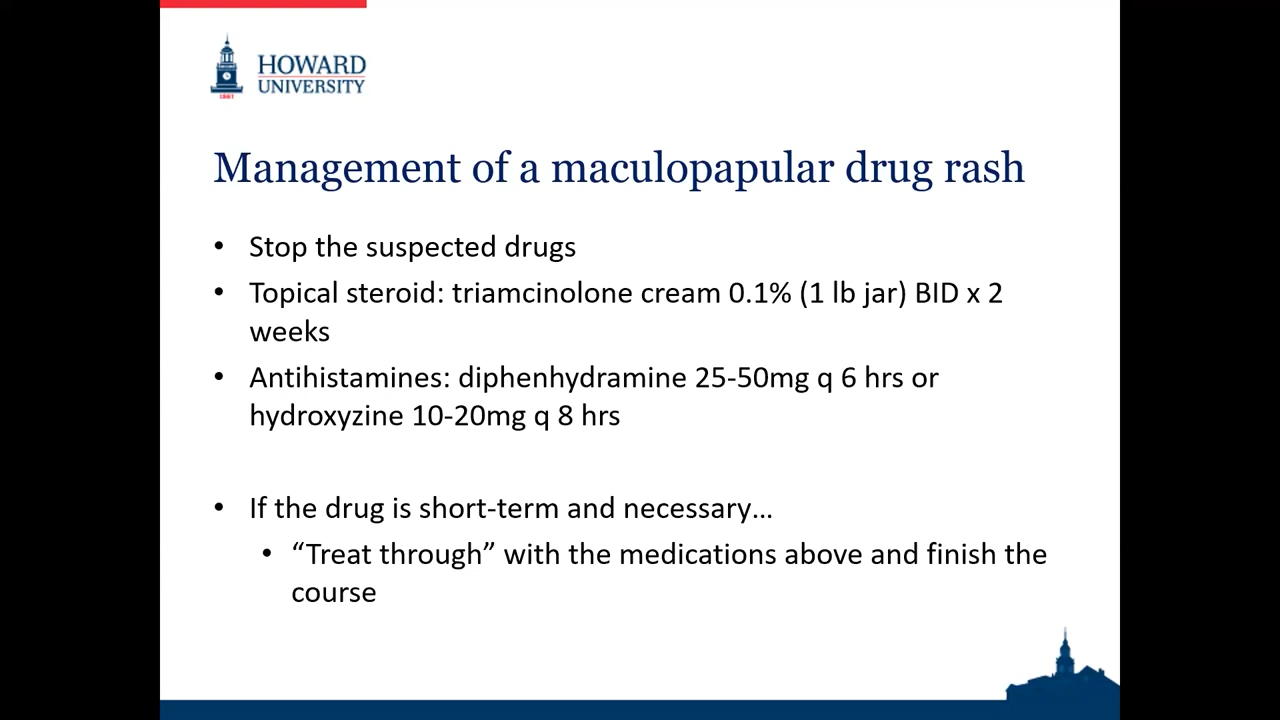 HOWARD
UNIVERSITY
1867
Management of a maculopapular drug rash
• Stop the suspected drugs
• Topical steroid: triamcinolone cream 0.1% (1 lb jar) BID x 2
weeks
• Antihistamines: diphenhydramine 25-50mg q 6 hrs or
hydroxyzine 10-20mg q 8 hrs
• If the drug is short-term and necessary…
• “Treat through” with the medications above and finish the
course